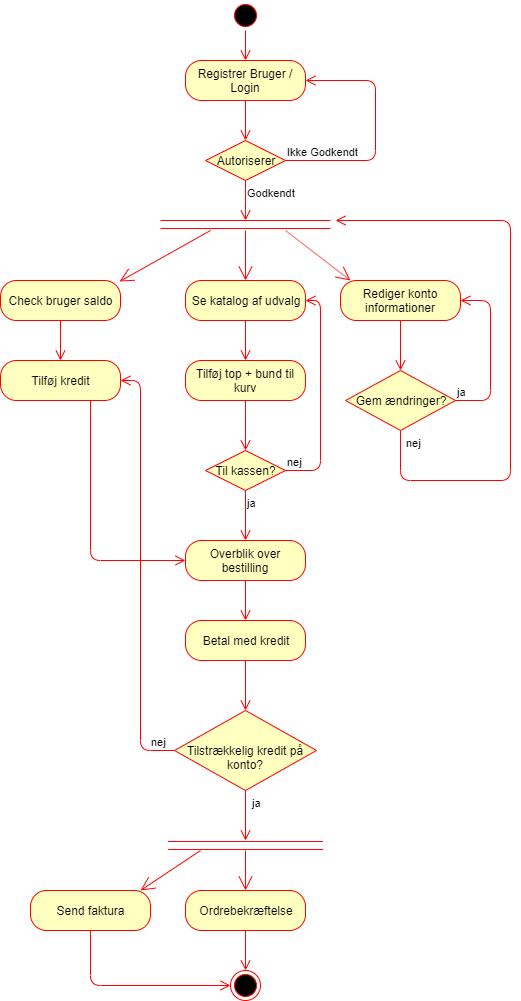 Registrer Bruger /
Login
Autoriserer
Ikke Godkendt
Godkendt
Check bruger saldo
Se katalog af udvalg
Rediger konto
informationer
Tilføj kredit
Tilføj top + bund til
kurv
Gem ændringer?
ja
nej
Til kassen?
nej
ja
Overblik over
bestilling
Betal med kredit
Tilstrækkelig kredit på
konto?
nej
ja
Send faktura
Ordrebekræftelse